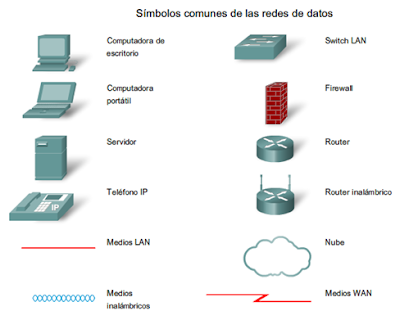 Símbolos comunes de las redes de datos
Computadora de
escritorio
Switch LAN
Computadora
portátil
Firewall
Servidor
Router
Teléfono IP
IP
Router inalámbrico
Medios LAN
Nube
Medios
inalámbricos
Medios WAN